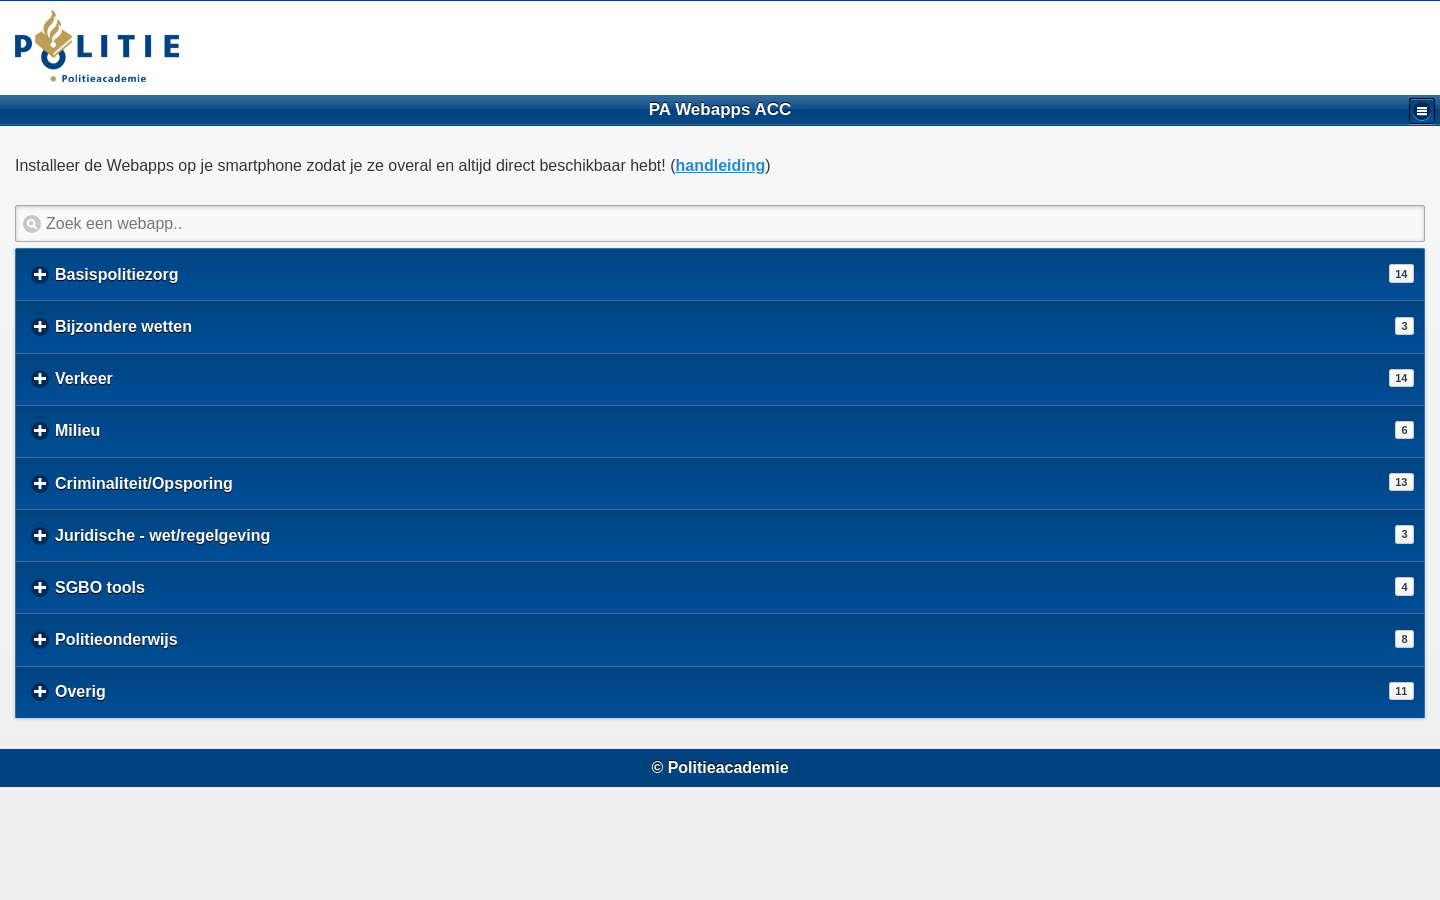 POLITIE
Politieacademie
PA Webapps ACC
Installeer de Webapps op je smartphone zodat je ze overal en altijd direct beschikbaar hebt! (handleiding)
Zoek een webapp..
Basispolitiezorg 14
Bijzondere wetten 3
Verkeer 14
Milieu 6
Criminaliteit/Opsporing 13
Juridische - wet/regelgeving 3
SGBO tools 4
Politieonderwijs 8
Overig 11
© Politieacademie